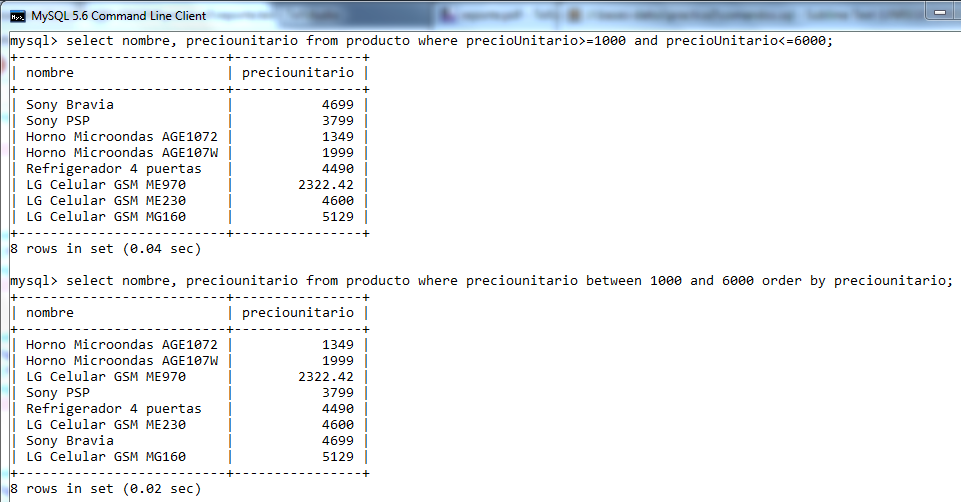 MySQL 5.6 Command Line Client
mysql> select nombre, preciounitario from producto where precioUnitario>=1000 and precioUnitario<=6000;
+--------------------------+----------------+
| nombre                   | preciounitario |
+--------------------------+----------------+
| Sony Bravia              |           4699 |
| Sony PSP                 |           3799 |
| Horno Microondas AGE1072 |           1349 |
| Horno Microondas AGE107W |           1999 |
| Refrigerador 4 puertas   |           4490 |
| LG Celular GSM ME970     |        2322.42 |
| LG Celular GSM ME230     |           4600 |
| LG Celular GSM MG160     |           5129 |
+--------------------------+----------------+
8 rows in set (0.04 sec)
mysql> select nombre, preciounitario from producto where preciounitario between 1000 and 6000 order by preciounitario;
+--------------------------+----------------+
| nombre                   | preciounitario |
+--------------------------+----------------+
| Horno Microondas AGE1072 |           1349 |
| Horno Microondas AGE107W |           1999 |
| LG Celular GSM ME970     |        2322.42 |
| Sony PSP                 |           3799 |
| Refrigerador 4 puertas   |           4490 |
| LG Celular GSM ME230     |           4600 |
| Sony Bravia              |           4699 |
| LG Celular GSM MG160     |           5129 |
+--------------------------+----------------+
8 rows in set (0.02 sec)